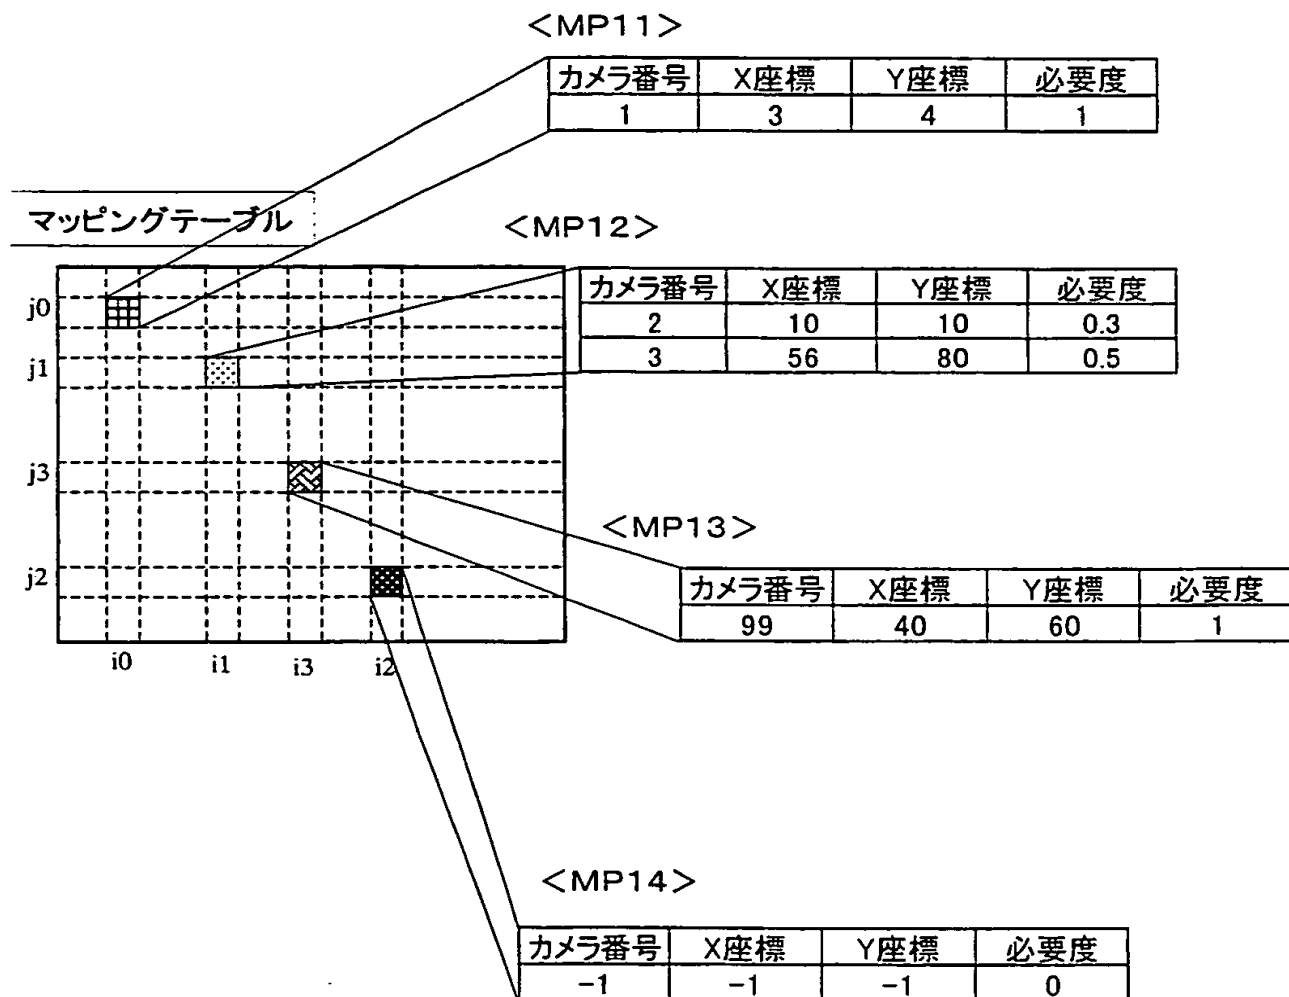 <MP11>
カメラ番号 X座標 Y座標 必要度
1 3 4 1
マッピングテーブル
<MP12>
カメラ番号 X座標 Y座標 必要度
2 10 10 0.3
3 56 80 0.5
j0
j1
j3
j2
i0 i1 i3 i2
<MP13>
カメラ番号 X座標 Y座標 必要度
99 40 60 1
<MP14>
カメラ番号 X座標 Y座標 必要度
-1 -1 -1 0